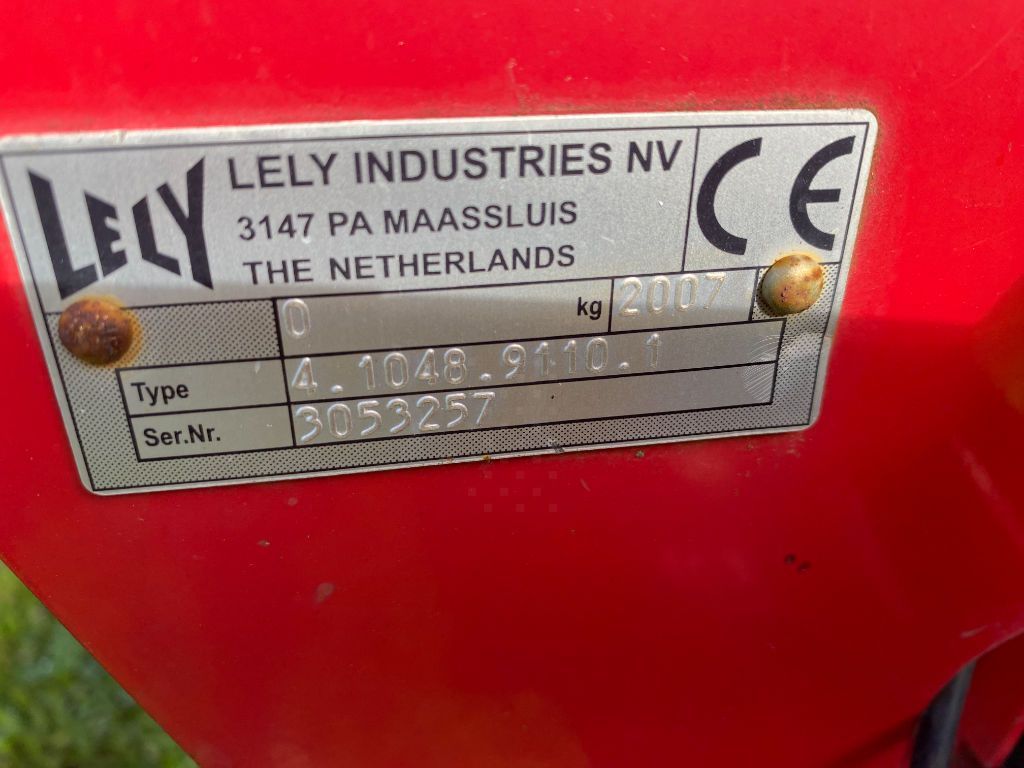 LELY
LELY INDUSTRIES NV
3147 PA MAASSLUIS
THE NETHERLANDS
CE
0 kg 2007
Type 4.1048.9110.1
Ser.Nr. 3053257